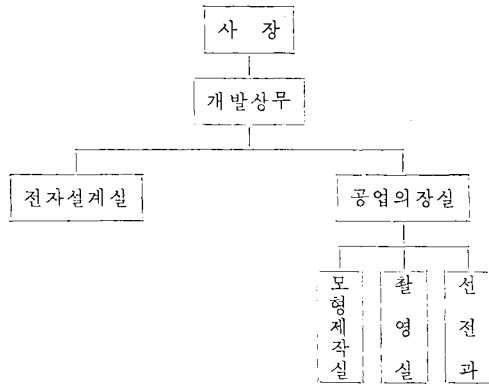 사 장
개발상무
전자설계실
공업의장실
모형제작실
촬영실
선전과